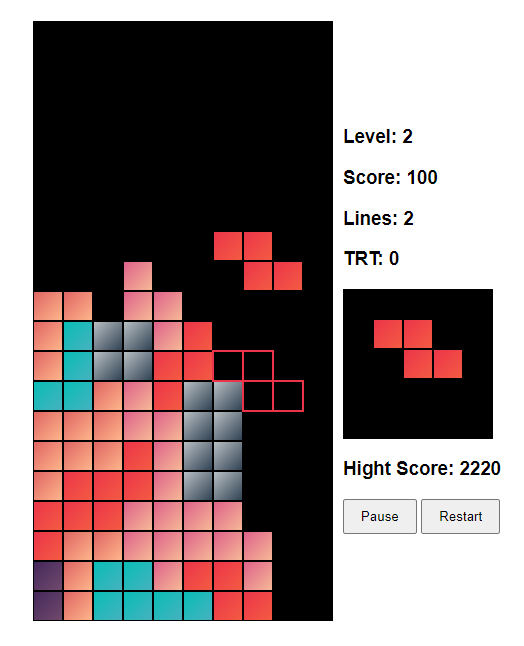 Level: 2
Score: 100
Lines: 2
TRT: 0
Hight Score: 2220
Pause
Restart